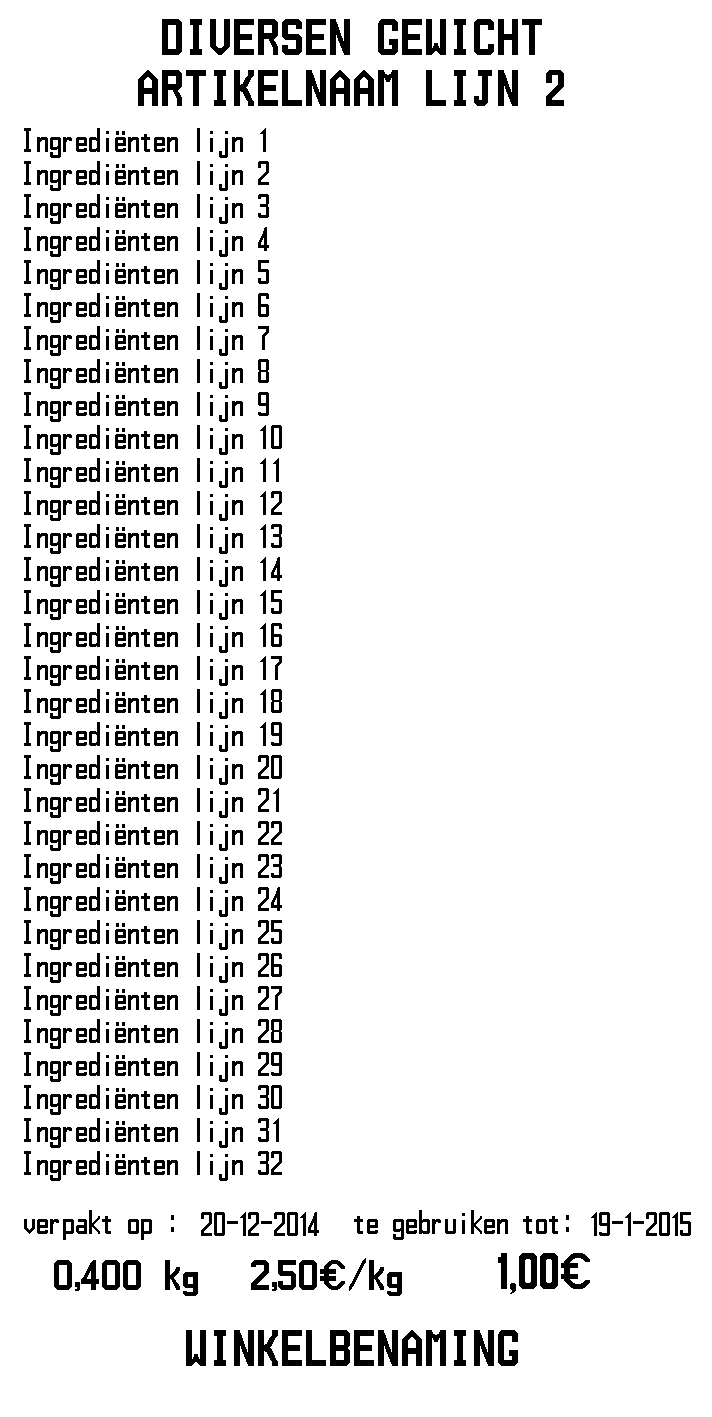 DIVERSEN GEWICHT
ARTIKELNAAM LIJN 2
Ingrediënten lijn 1
Ingrediënten lijn 2
Ingrediënten lijn 3
Ingrediënten lijn 4
Ingrediënten lijn 5
Ingrediënten lijn 6
Ingrediënten lijn 7
Ingrediënten lijn 8
Ingrediënten lijn 9
Ingrediënten lijn 10
Ingrediënten lijn 11
Ingrediënten lijn 12
Ingrediënten lijn 13
Ingrediënten lijn 14
Ingrediënten lijn 15
Ingrediënten lijn 16
Ingrediënten lijn 17
Ingrediënten lijn 18
Ingrediënten lijn 19
Ingrediënten lijn 20
Ingrediënten lijn 21
Ingrediënten lijn 22
Ingrediënten lijn 23
Ingrediënten lijn 24
Ingrediënten lijn 25
Ingrediënten lijn 26
Ingrediënten lijn 27
Ingrediënten lijn 28
Ingrediënten lijn 29
Ingrediënten lijn 30
Ingrediënten lijn 31
Ingrediënten lijn 32
verpakt op : 20-12-2014 te gebruiken tot: 19-1-2015
0,400 kg 2,50€/kg 1,00€
WINKELBENAMING